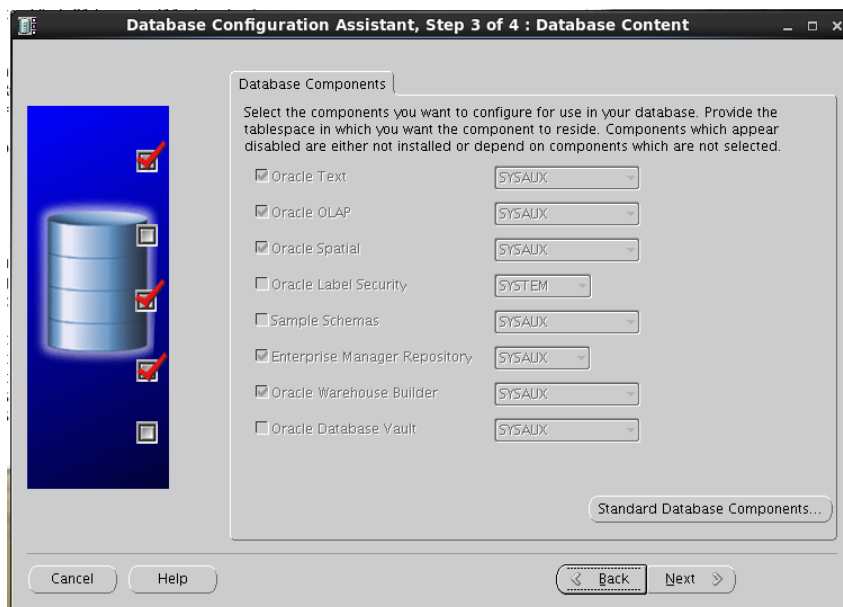 Database Configuration Assistant, Step 3 of 4 : Database Content
Database Components
Select the components you want to configure for use in your database. Provide the
tablespace in which you want the component to reside. Components which appear
disabled are either not installed or depend on components which are not selected.
Oracle Text SYSAUX
Oracle OLAP SYSAUX
Oracle Spatial SYSAUX
Oracle Label Security SYSTEM
Sample Schemas SYSAUX
Enterprise Manager Repository SYSAUX
Oracle Warehouse Builder SYSAUX
Oracle Database Vault SYSAUX
Standard Database Components...
Cancel Help Back Next